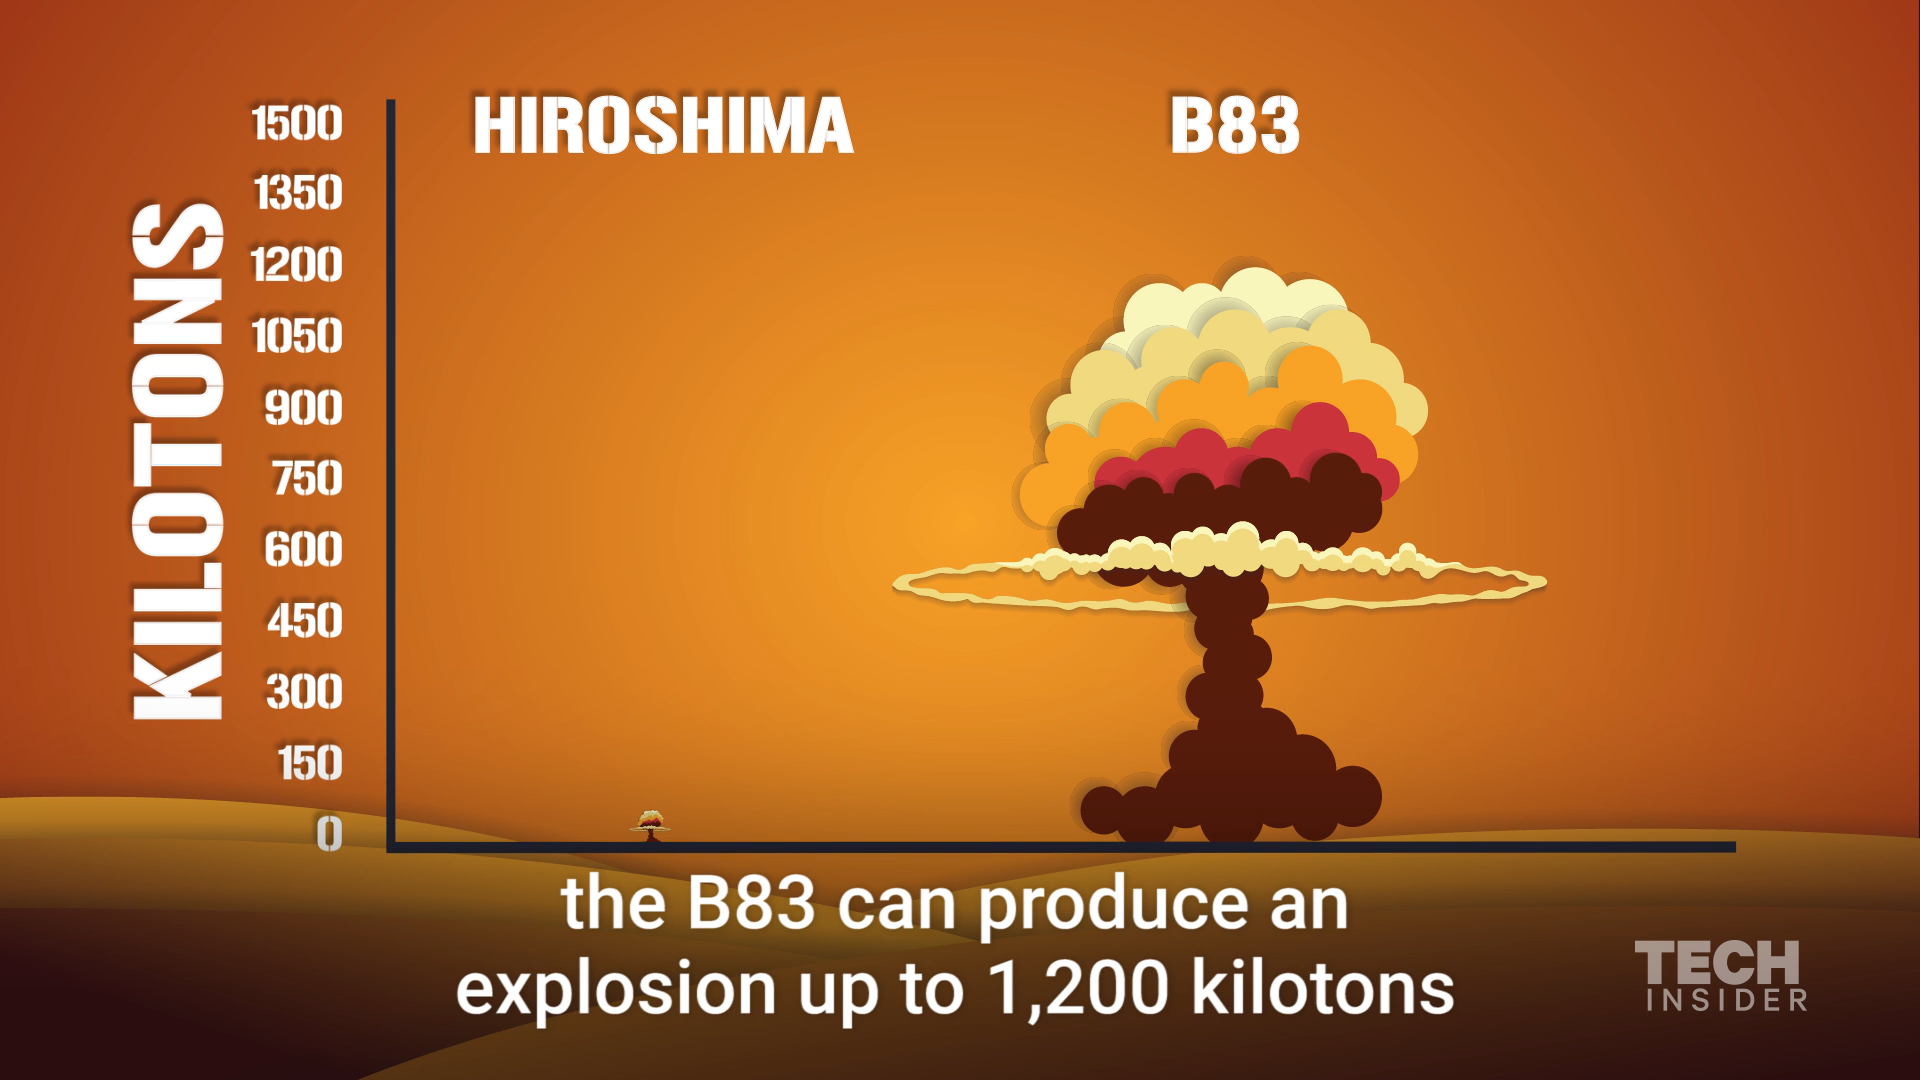 HIROSHIMA
B83
KILOTONS
1500
1350
1200
1050
900
750
600
450
300
150
0
the B83 can produce an
explosion up to 1,200 kilotons
TECH
INSIDER